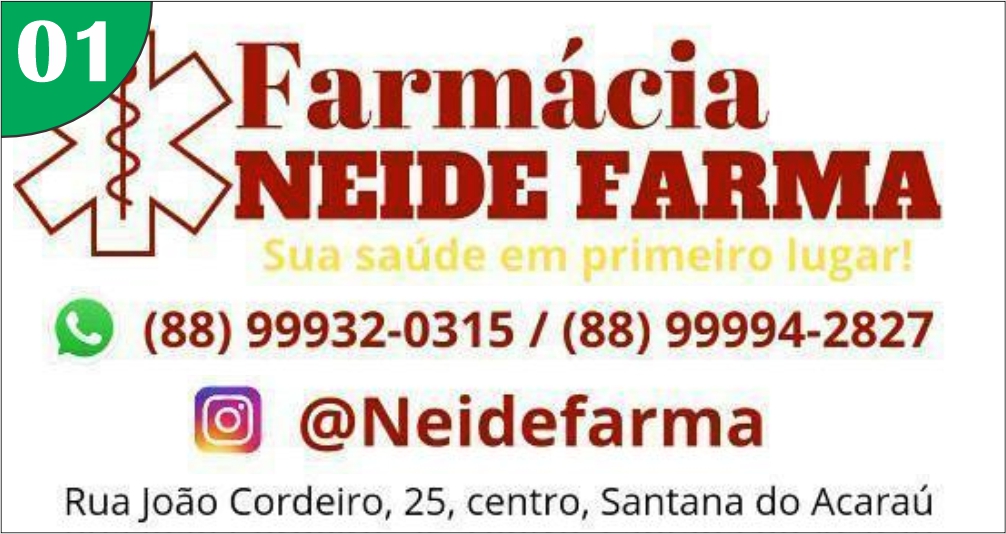 01
Farmácia
NEIDE FARMA
Sua saúde em primeiro lugar!
(88) 99932-0315 / (88) 99994-2827
@Neidefarma
Rua João Cordeiro, 25, centro, Santana do Acaraú